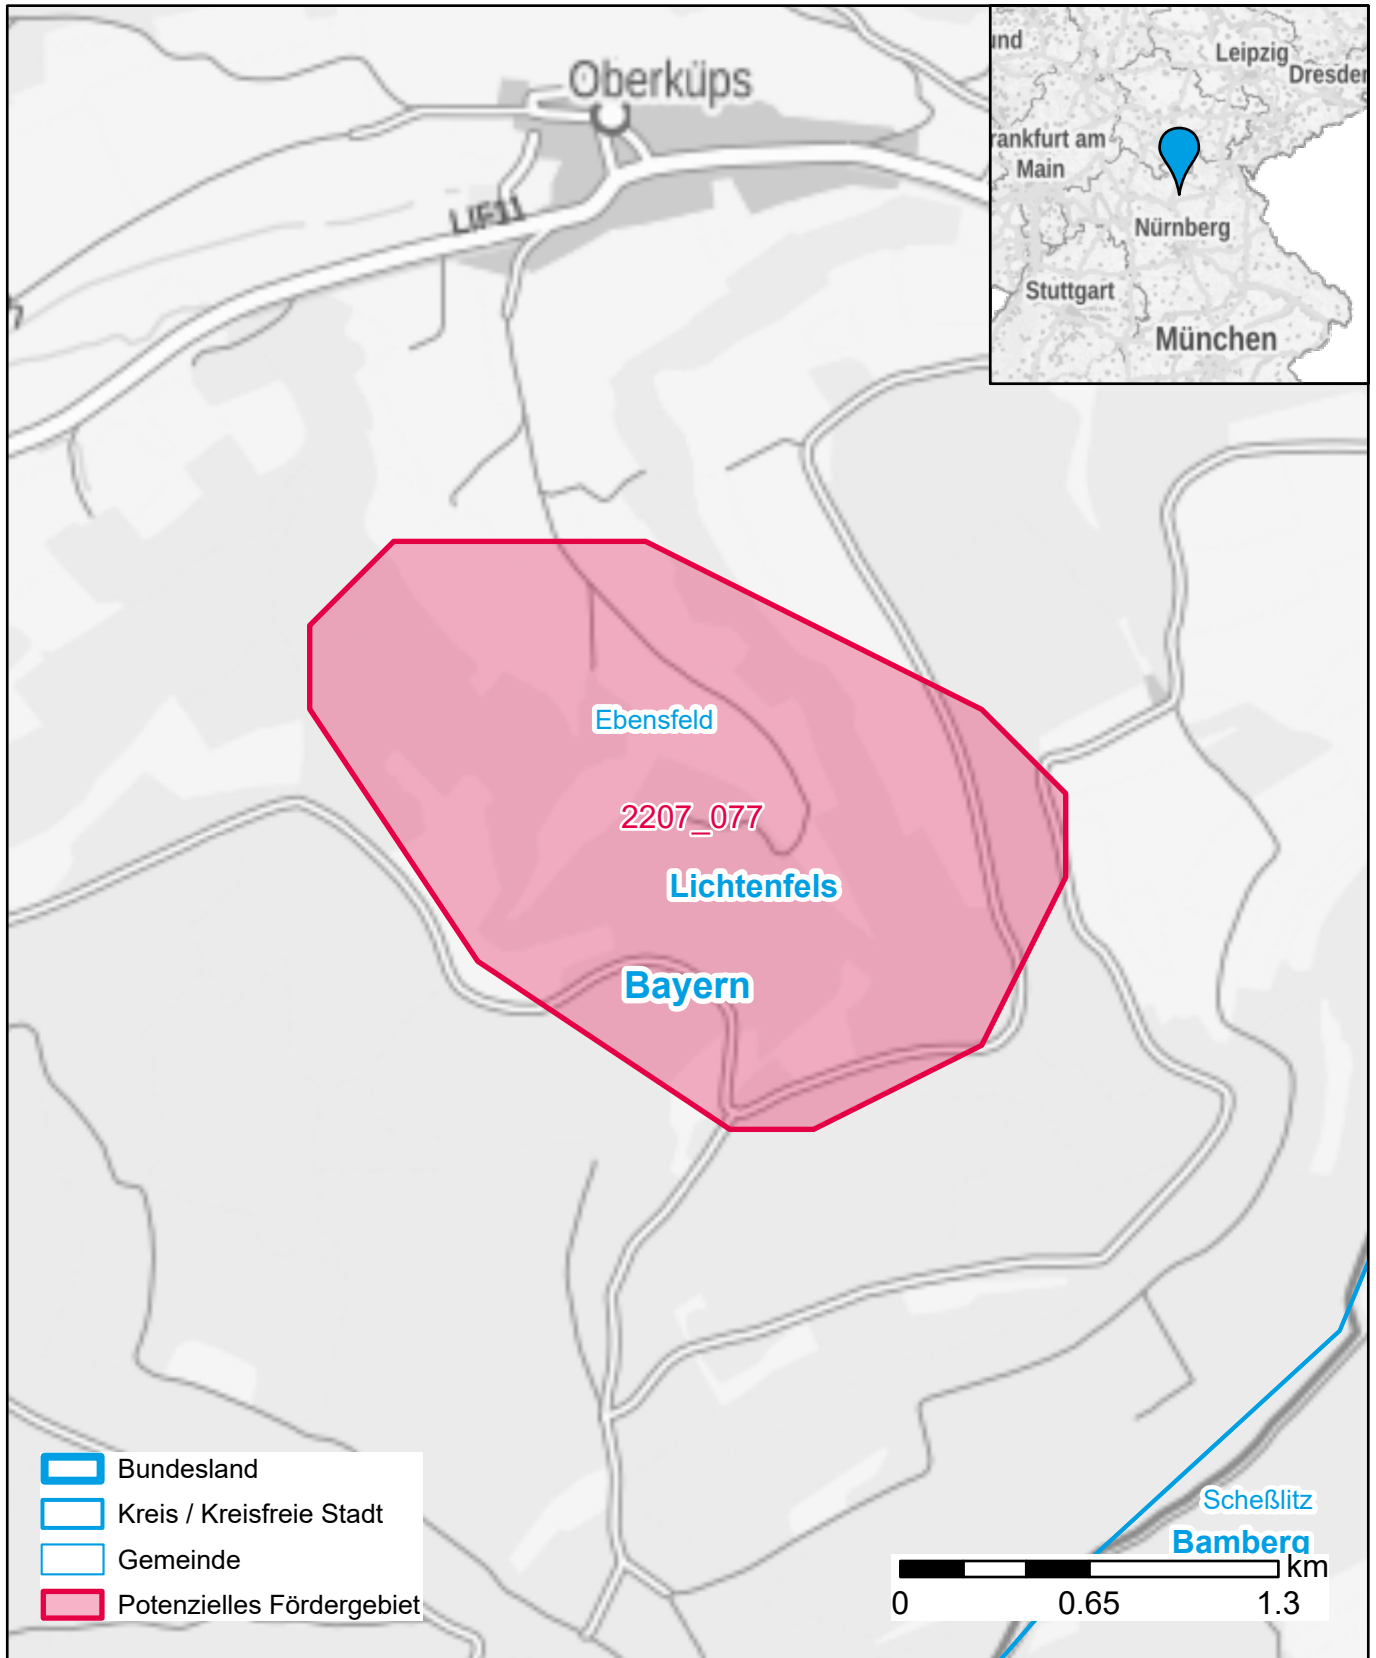 Oberküps
LIF11
und
Leipzig
Dresden
rankfurt am
Main
Nürnberg
Stuttgart
München
Ebensfeld
2207_077
Lichtenfels
Bayern
Bundesland
Kreis / Kreisfreie Stadt
Gemeinde
Potenzielles Fördergebiet
Scheßlitz
Bamberg
km
0 0.65 1.3